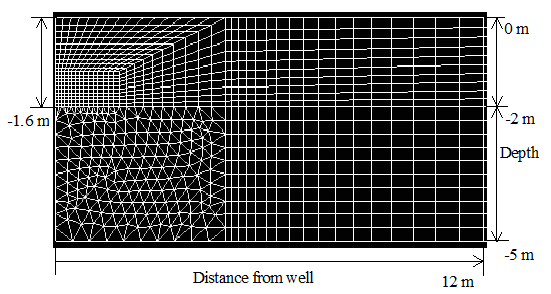 0 m
-1.6 m
-2 m
Depth
-5 m
Distance from well
12 m